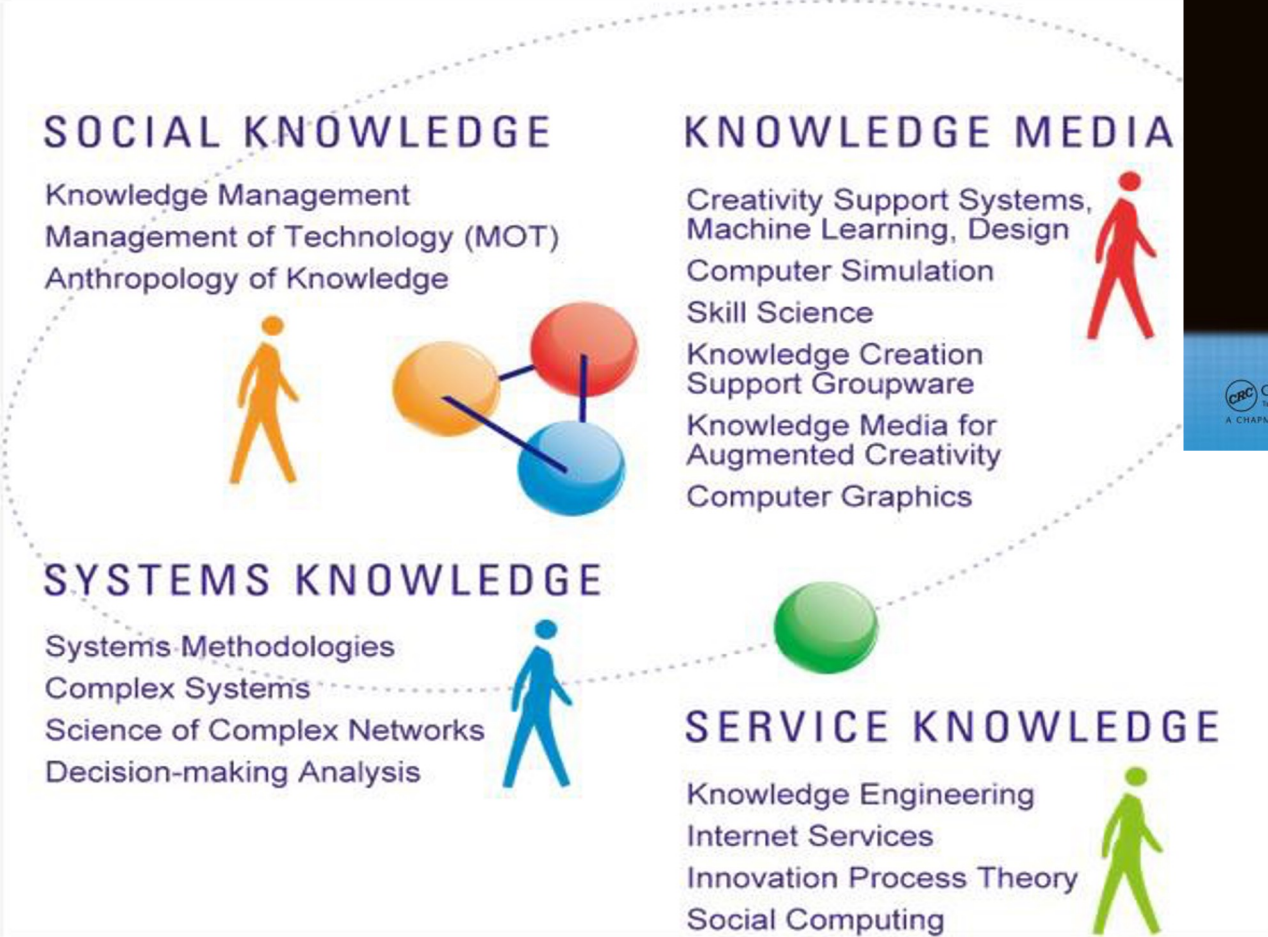 SOCIAL KNOWLEDGE
Knowledge Management
Management of Technology (MOT)
Anthropology of Knowledge
KNOWLEDGE MEDIA
Creativity Support Systems,
Machine Learning, Design
Computer Simulation
Skill Science
Knowledge Creation
Support Groupware
Knowledge Media for
Augmented Creativity
Computer Graphics
SYSTEMS KNOWLEDGE
Systems Methodologies
Complex Systems
Science of Complex Networks
Decision-making Analysis
SERVICE KNOWLEDGE
Knowledge Engineering
Internet Services
Innovation Process Theory
Social Computing
CRC
A